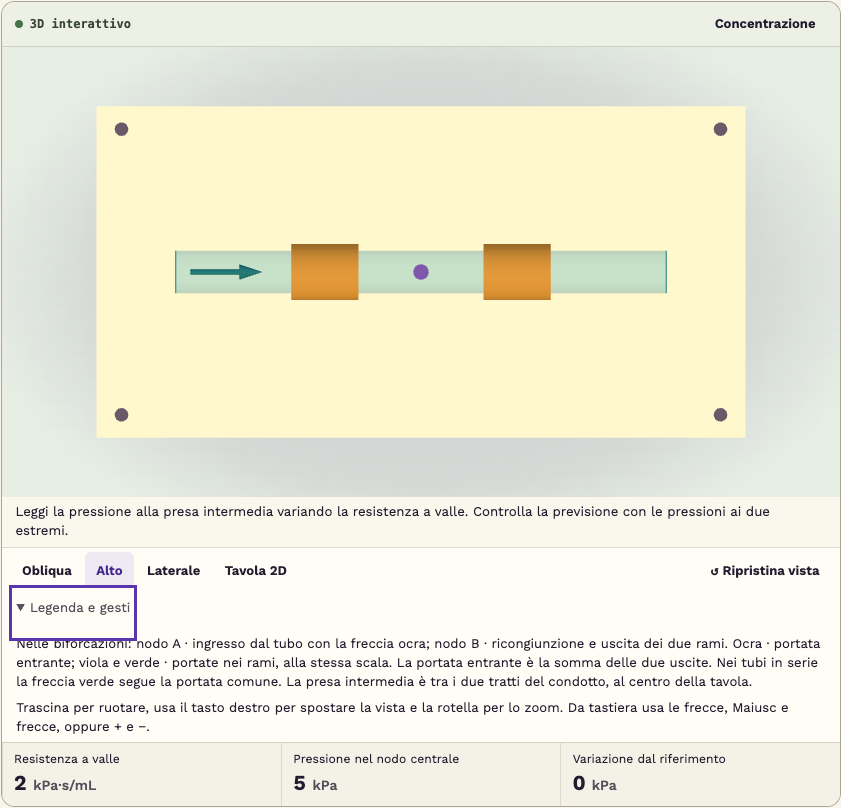 3D interattivo
Concentrazione
Leggi la pressione alla presa intermedia variando la resistenza a valle. Controlla la previsione con le pressioni ai due
estremi.
Obliqua Alto Laterale Tavola 2D ↺ Ripristina vista
▼ Legenda e gesti
Nelle biforcazioni: nodo A · ingresso dal tubo con la freccia ocra; nodo B · ricongiunzione e uscita dei due rami. Ocra · portata
entrante; viola e verde · portate nei rami, alla stessa scala. La portata entrante è la somma delle due uscite. Nei tubi in serie
la freccia verde segue la portata comune. La presa intermedia è tra i due tratti del condotto, al centro della tavola.
Trascina per ruotare, usa il tasto destro per spostare la vista e la rotella per lo zoom. Da tastiera usa le frecce, Maiusc e
frecce, oppure + e −.
Resistenza a valle
2 kPa·s/mL
Pressione nel nodo centrale
5 kPa
Variazione dal riferimento
0 kPa